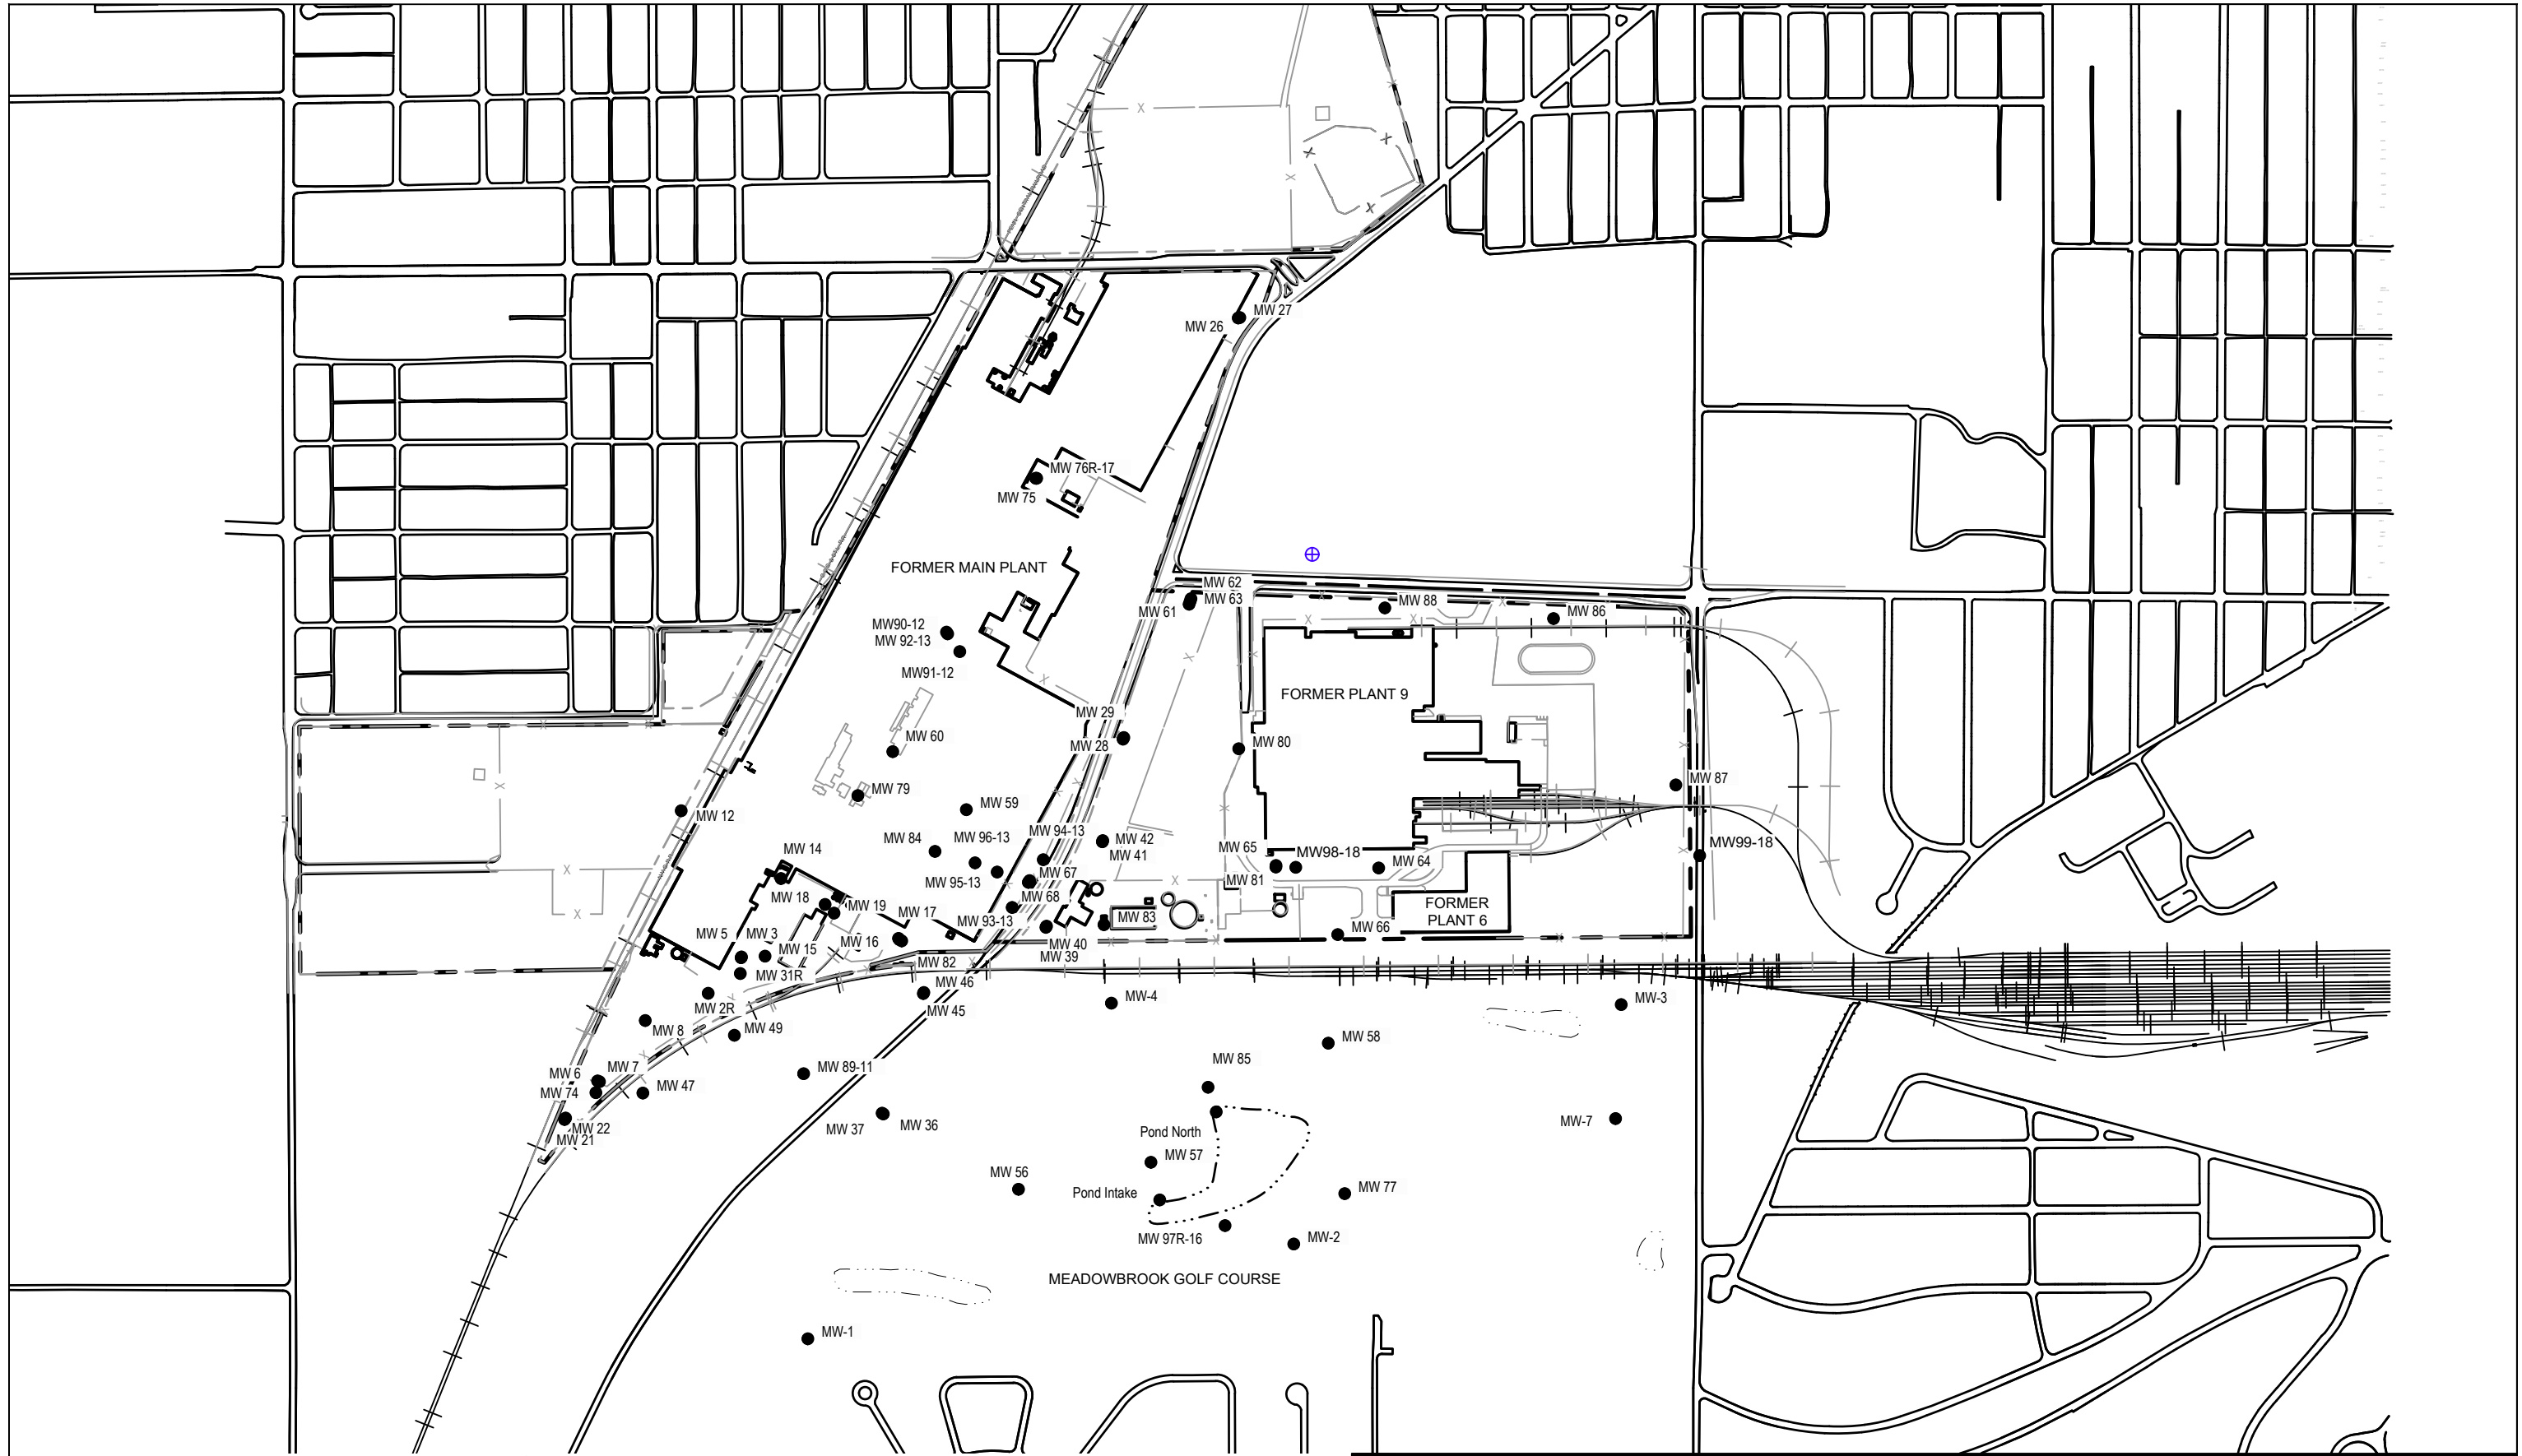 MW 27
MW 26
MW 76R-17
MW 75
FORMER MAIN PLANT
MW 62
MW 63
MW 61
MW 88
MW 86
MW90-12
MW 92-13
MW91-12
FORMER PLANT 9
MW 29
MW 28
MW 60
MW 80
MW 87
MW 79
MW 59
MW 12
MW 94-13
MW 42
MW 41
MW 84
MW 96-13
MW99-18
MW 14
MW 65
MW98-18
MW 64
MW 67
MW 95-13
MW 81
MW 18
MW 68
MW 19
MW 17
MW 93-13
MW 83
FORMER
PLANT 6
MW 66
MW 5
MW 3
MW 15
MW 16
MW 40
MW 39
MW 82
MW 31R
MW 46
MW 45
MW-4
MW-3
MW 2R
MW 8
MW 49
MW 58
MW 85
MW 6
MW 7
MW 89-11
MW 74
MW 47
MW 22
MW 21
MW 37
MW 36
MW-7
Pond North
MW 57
MW 56
Pond Intake
MW 77
MW 97R-16
MW-2
MEADOWBROOK GOLF COURSE
MW-1